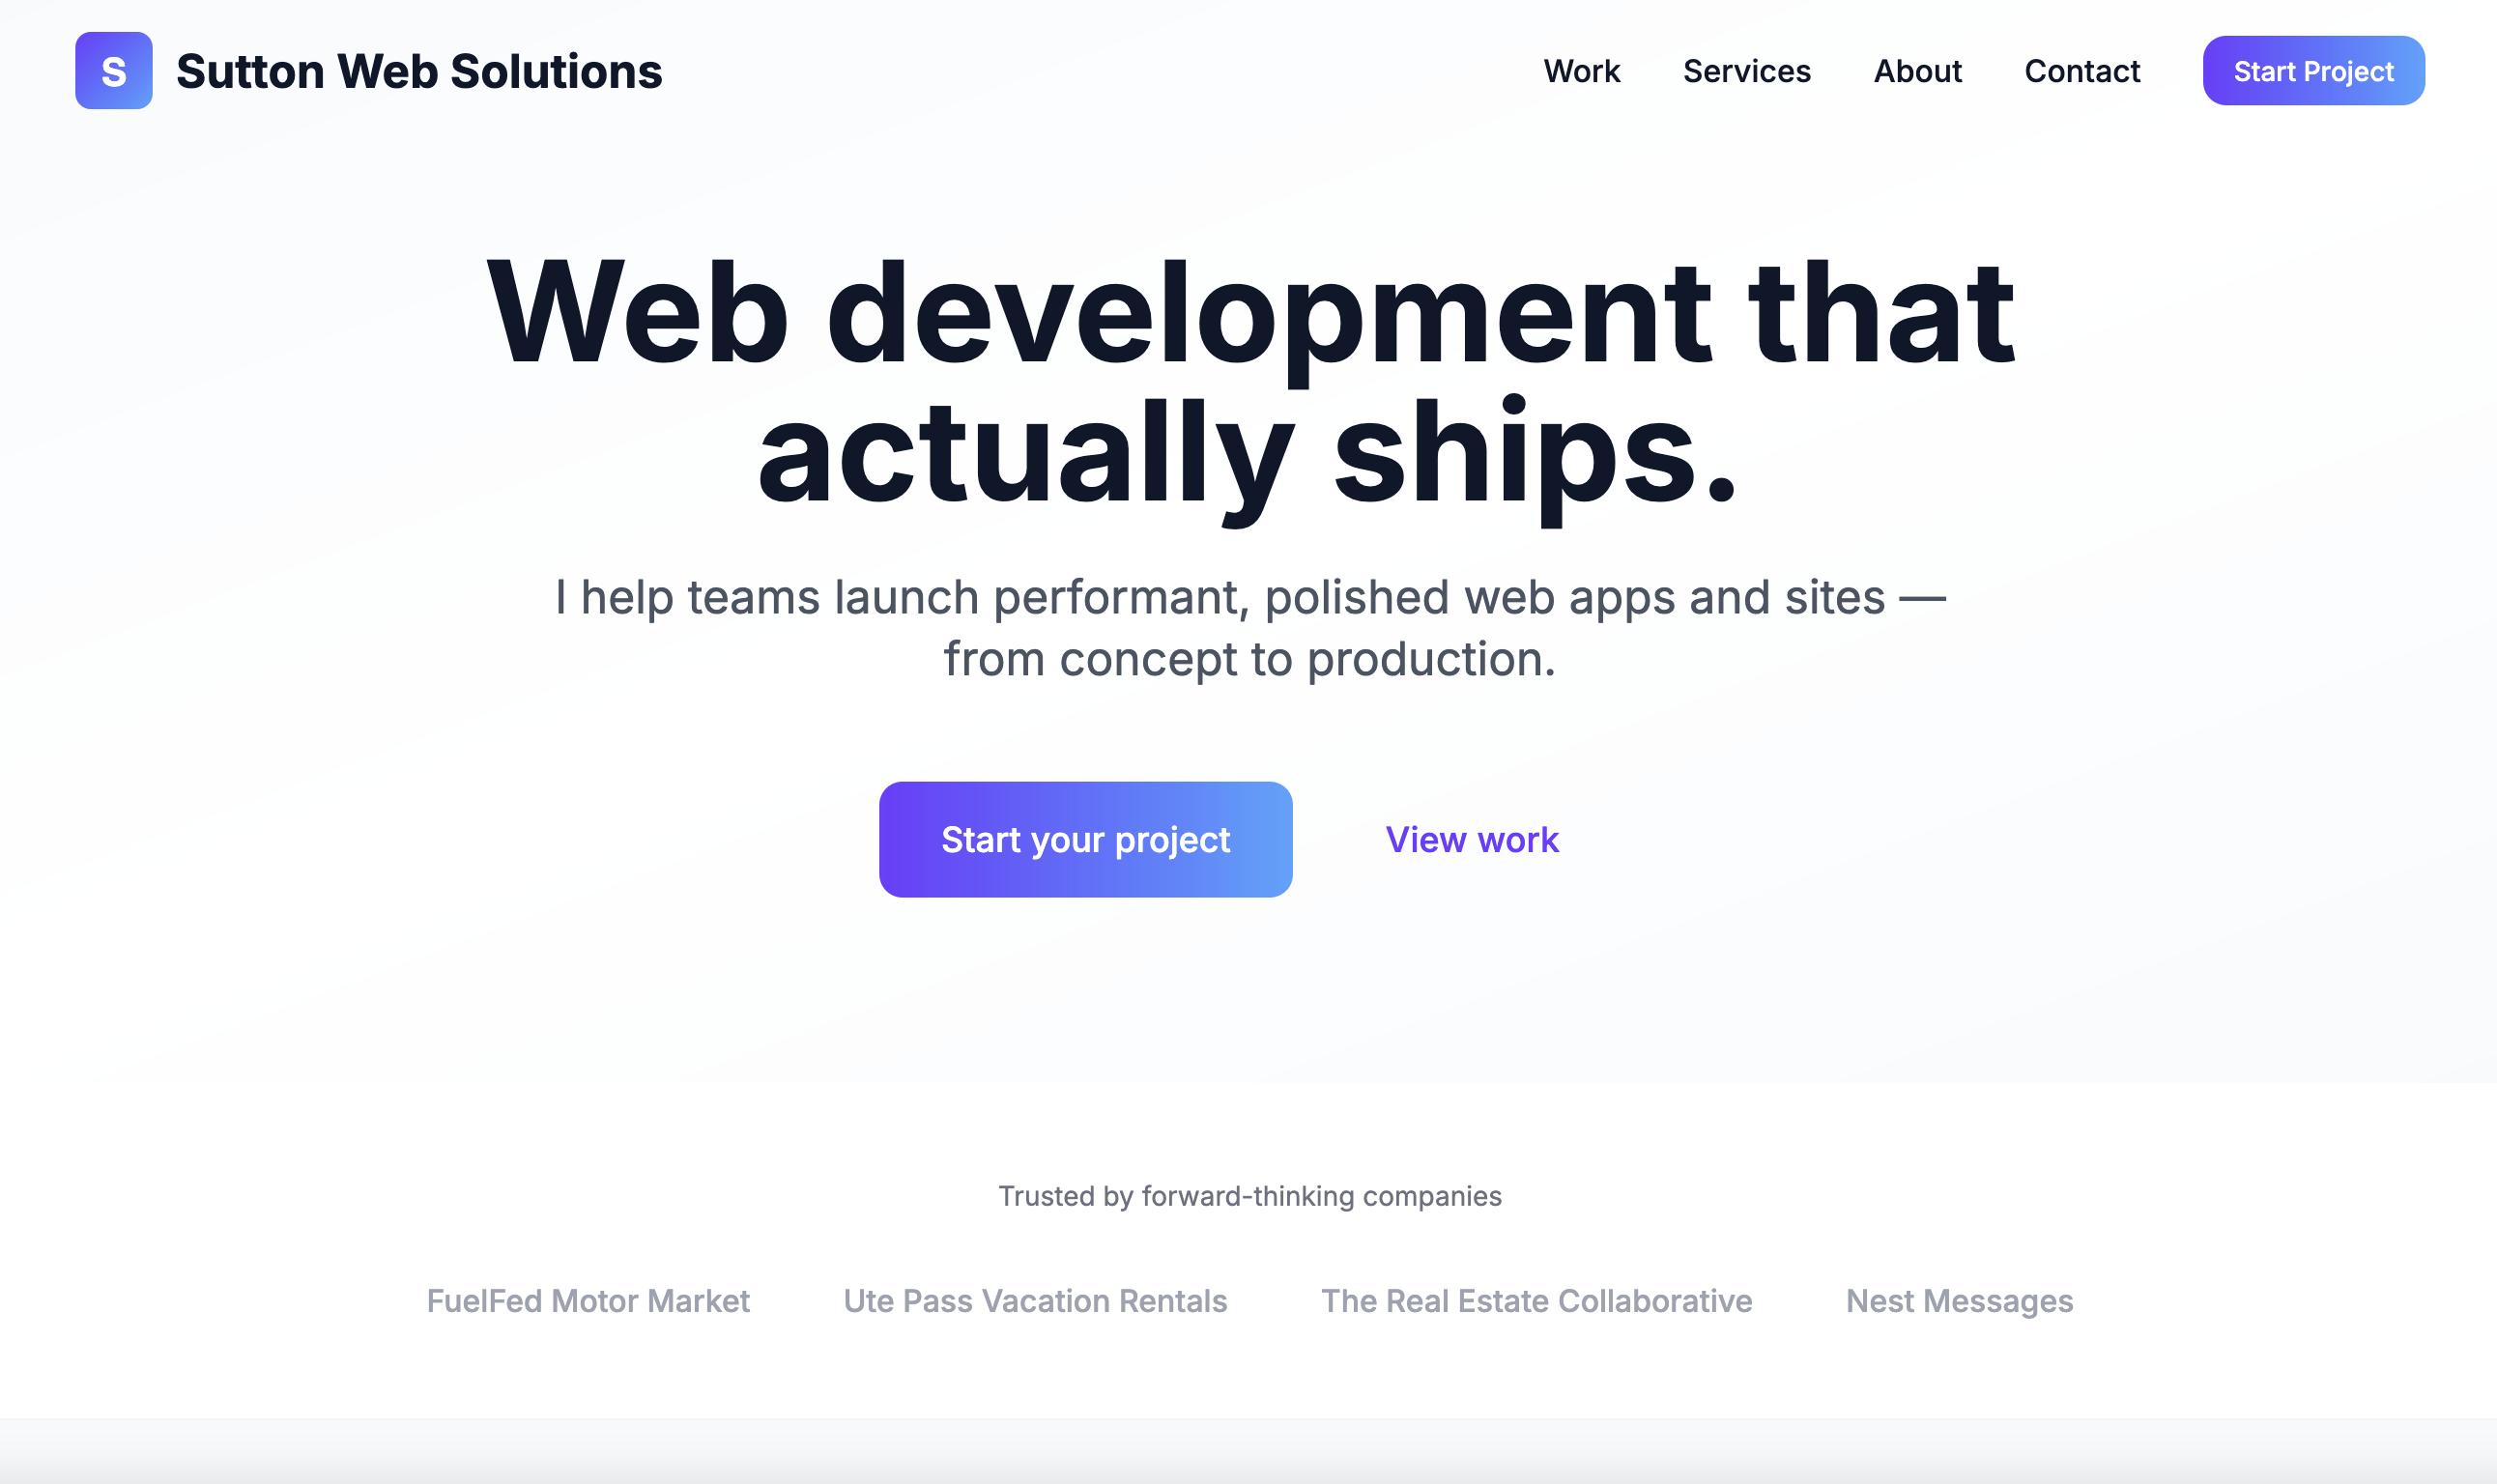 S
Sutton Web Solutions
Work
Services
About
Contact
Start Project
Web development that
actually ships.
I help teams launch performant, polished web apps and sites —
from concept to production.
Start your project
View work
Trusted by forward-thinking companies
FuelFed Motor Market
Ute Pass Vacation Rentals
The Real Estate Collaborative
Nest Messages